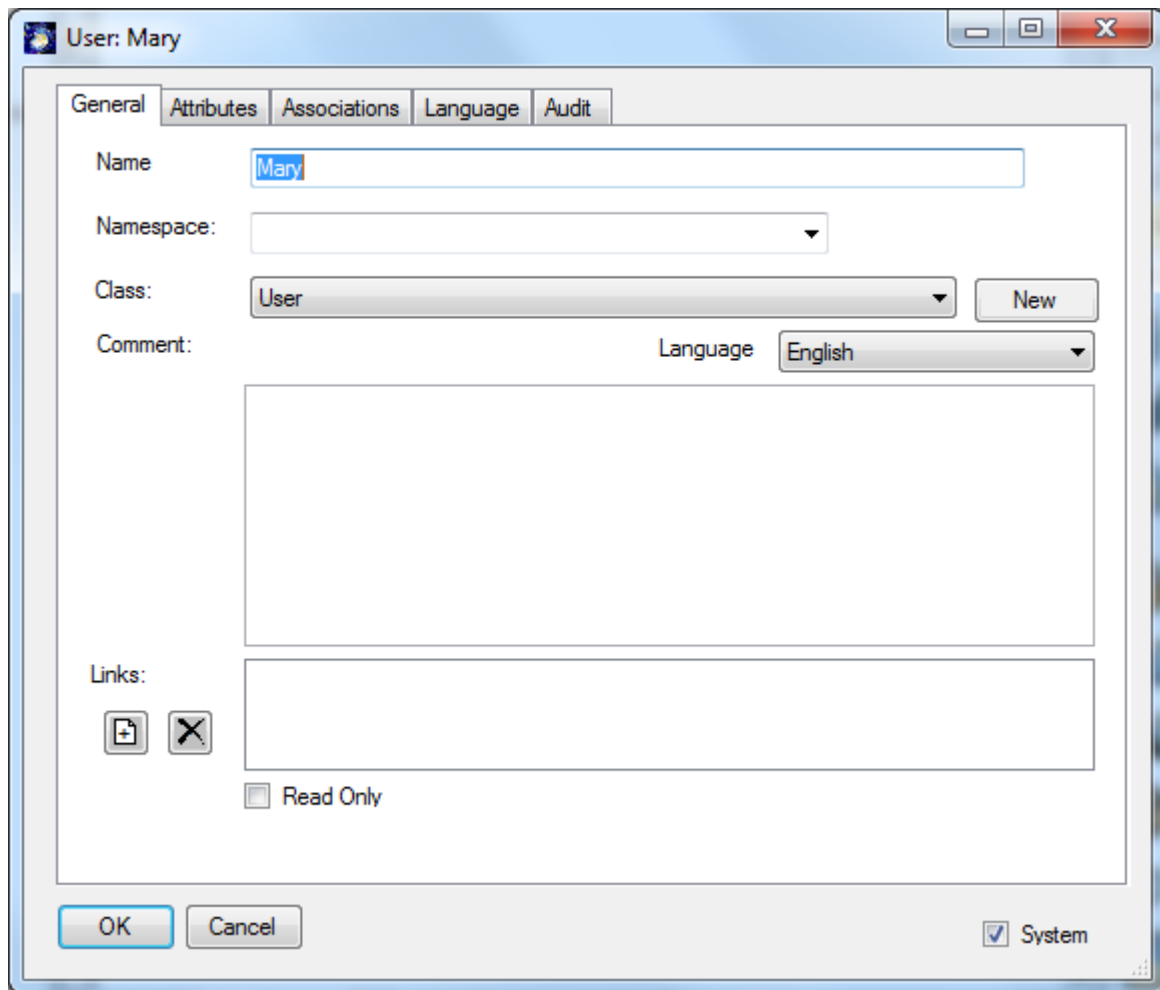 User: Mary
General Attributes Associations Language Audit
Name Mary
Namespace:
Class: User New
Comment: Language English
Links:
Read Only
OK Cancel System